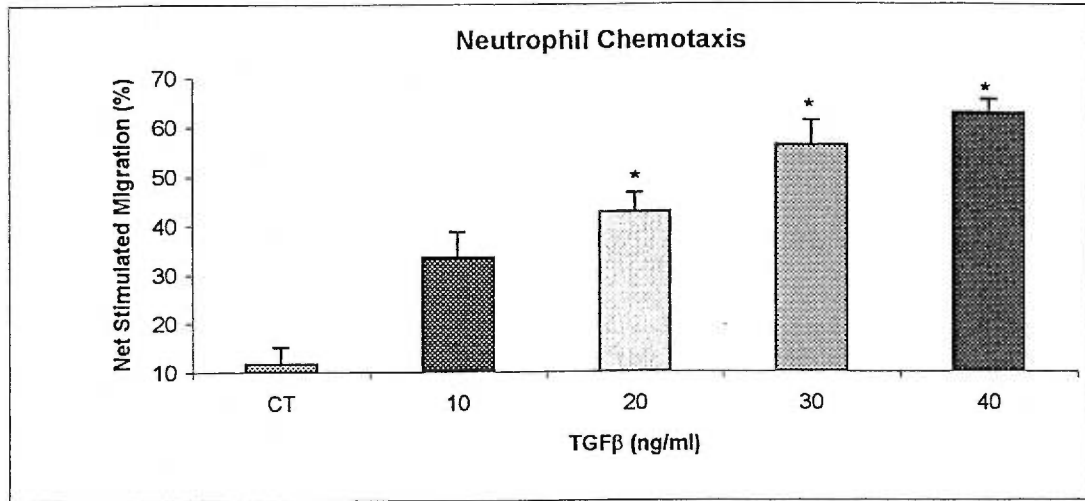 Neutrophil Chemotaxis
Net Stimulated Migration (%)
70
60
50
40
30
20
10
*
*
*
CT 10 20 30 40
TGFβ (ng/ml)